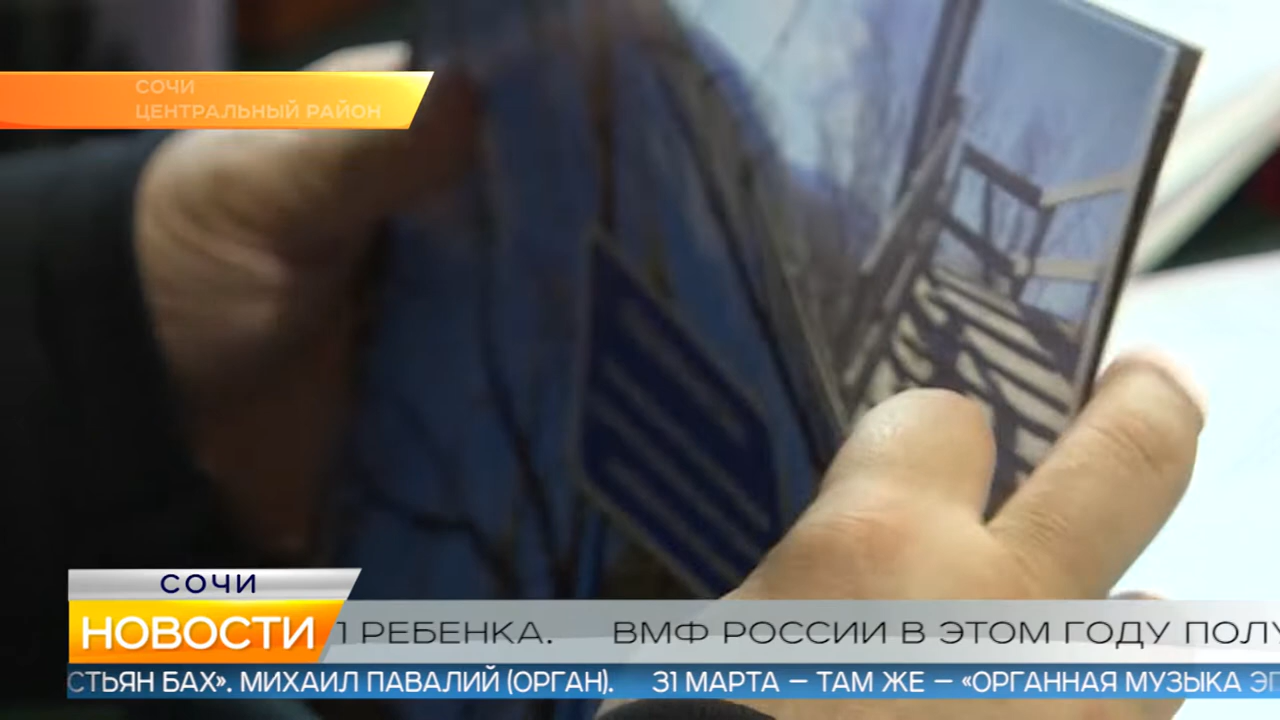 СОЧИ
ЦЕНТРАЛЬНЫЙ РАЙОН
СОЧИ
НОВОСТИ
РЕБЕНКА. ВМФ РОССИИ В ЭТОМ ГОДУ
СТЬЯН БАХ». МИХАИЛ ПАВАЛИЙ (ОРГАН). 31 МАРТА – ТАМ ЖЕ – «ОРГАННАЯ МУЗЫКА